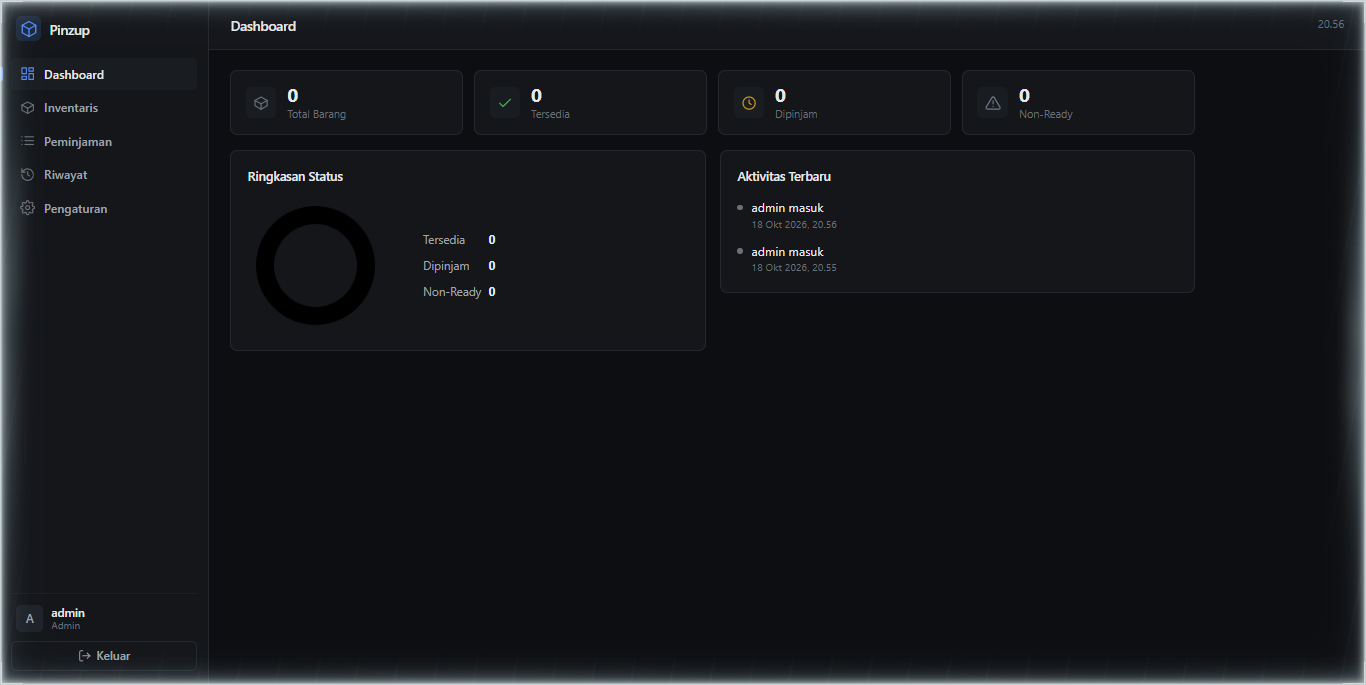 Pinzup
Dashboard
Inventaris
Peminjaman
Riwayat
Pengaturan
A
admin
Admin
Keluar
Dashboard
20.56
0
Total Barang
0
Tersedia
0
Dipinjam
0
Non-Ready
Ringkasan Status
Tersedia 0
Dipinjam 0
Non-Ready 0
Aktivitas Terbaru
admin masuk
18 Okt 2026, 20.56
admin masuk
18 Okt 2026, 20.55